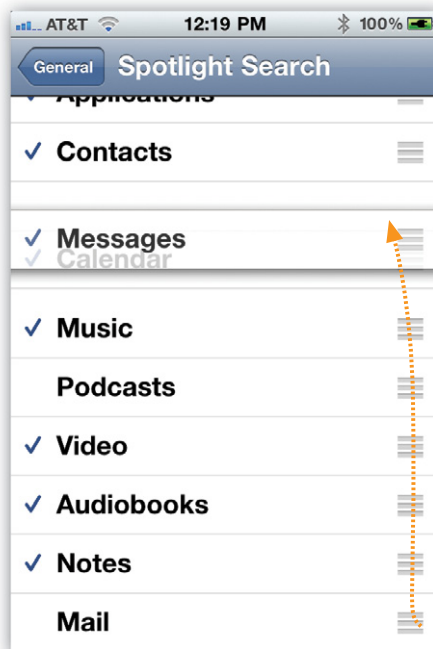 AT&T 12:19 PM 100%
General Spotlight Search
Applications
Contacts
Messages
Calendar
Music
Podcasts
Video
Audiobooks
Notes
Mail